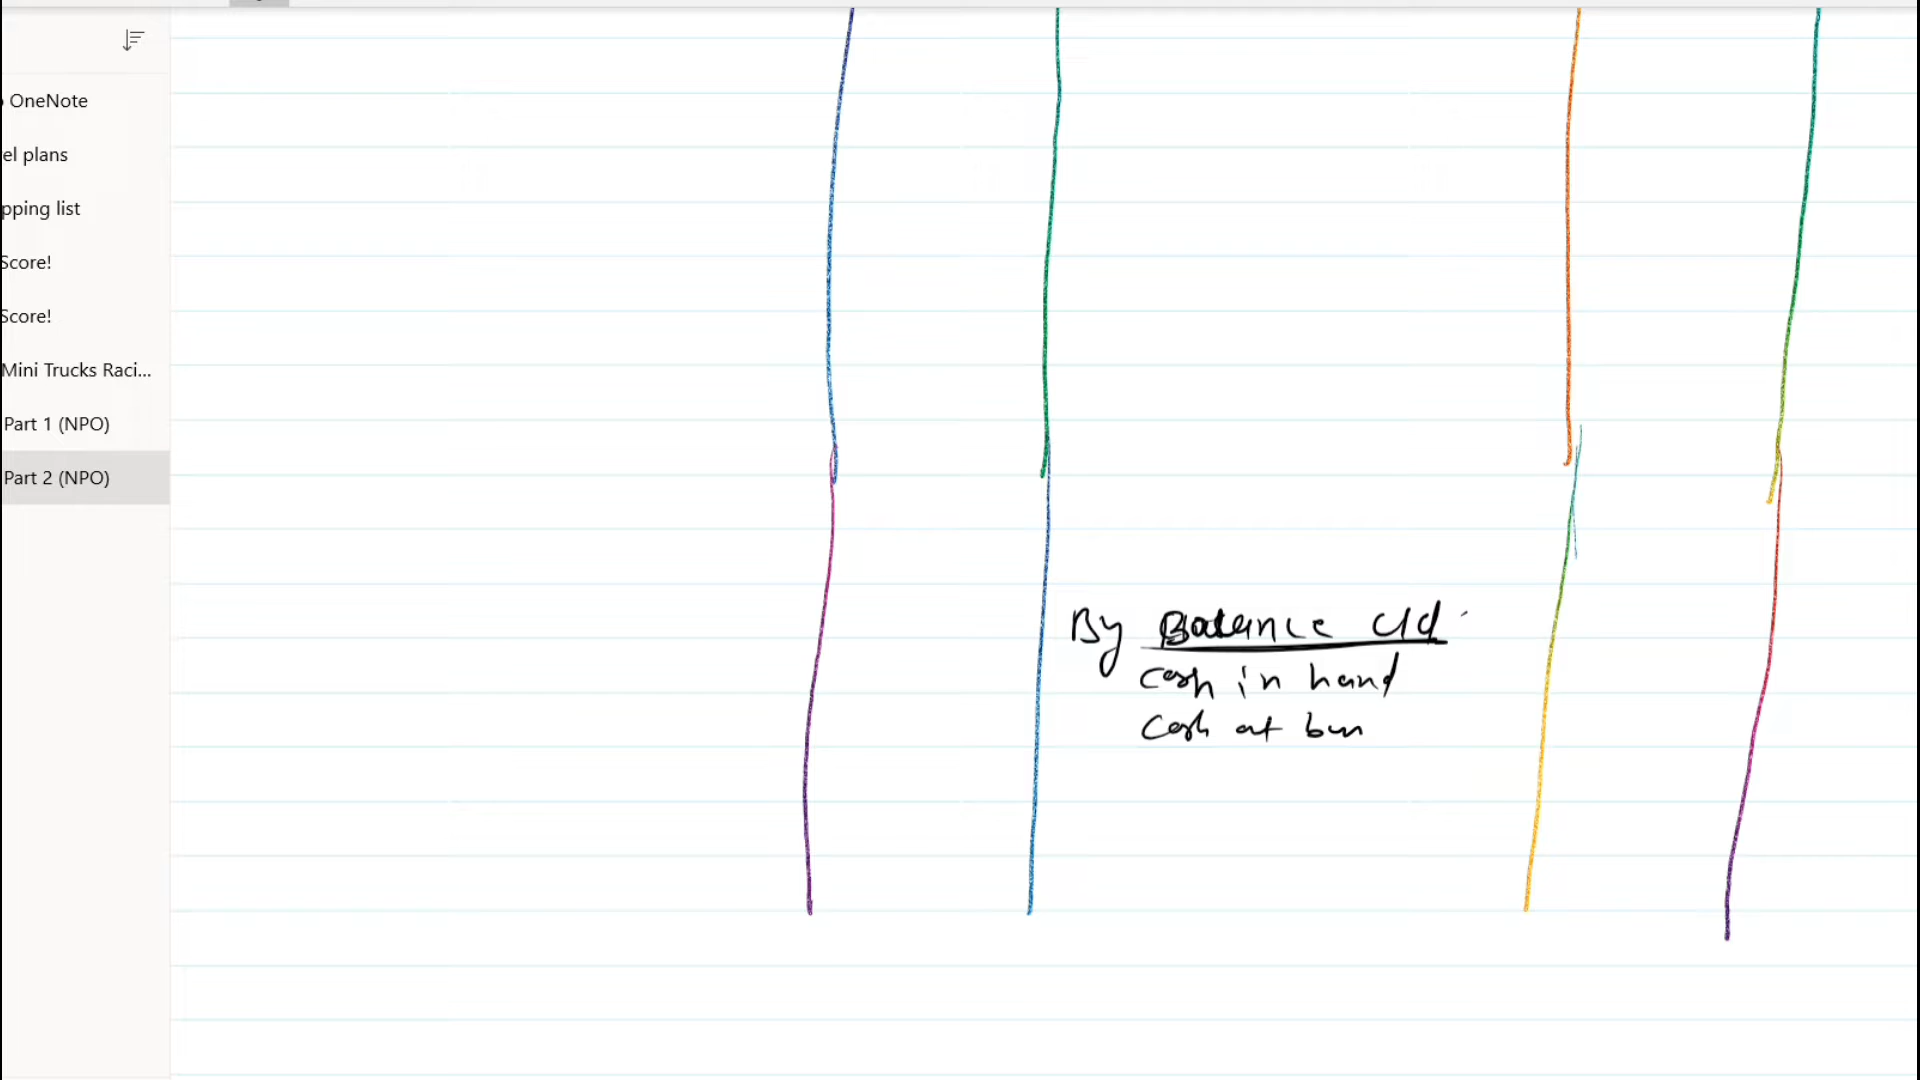 OneNote
el plans
pping list
Score!
Score!
Mini Trucks Raci...
Part 1 (NPO)
Part 2 (NPO)
By Balance c/d
cash in hand
cash at ban